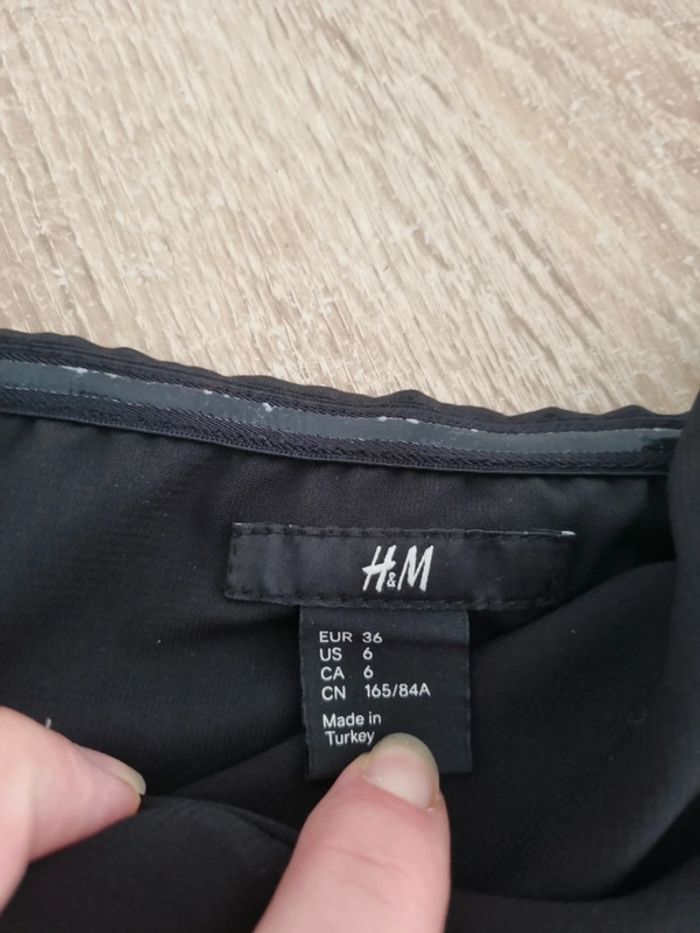 H&M
EUR 36
US 6
CA 6
CN 165/84A
Made in
Turkey